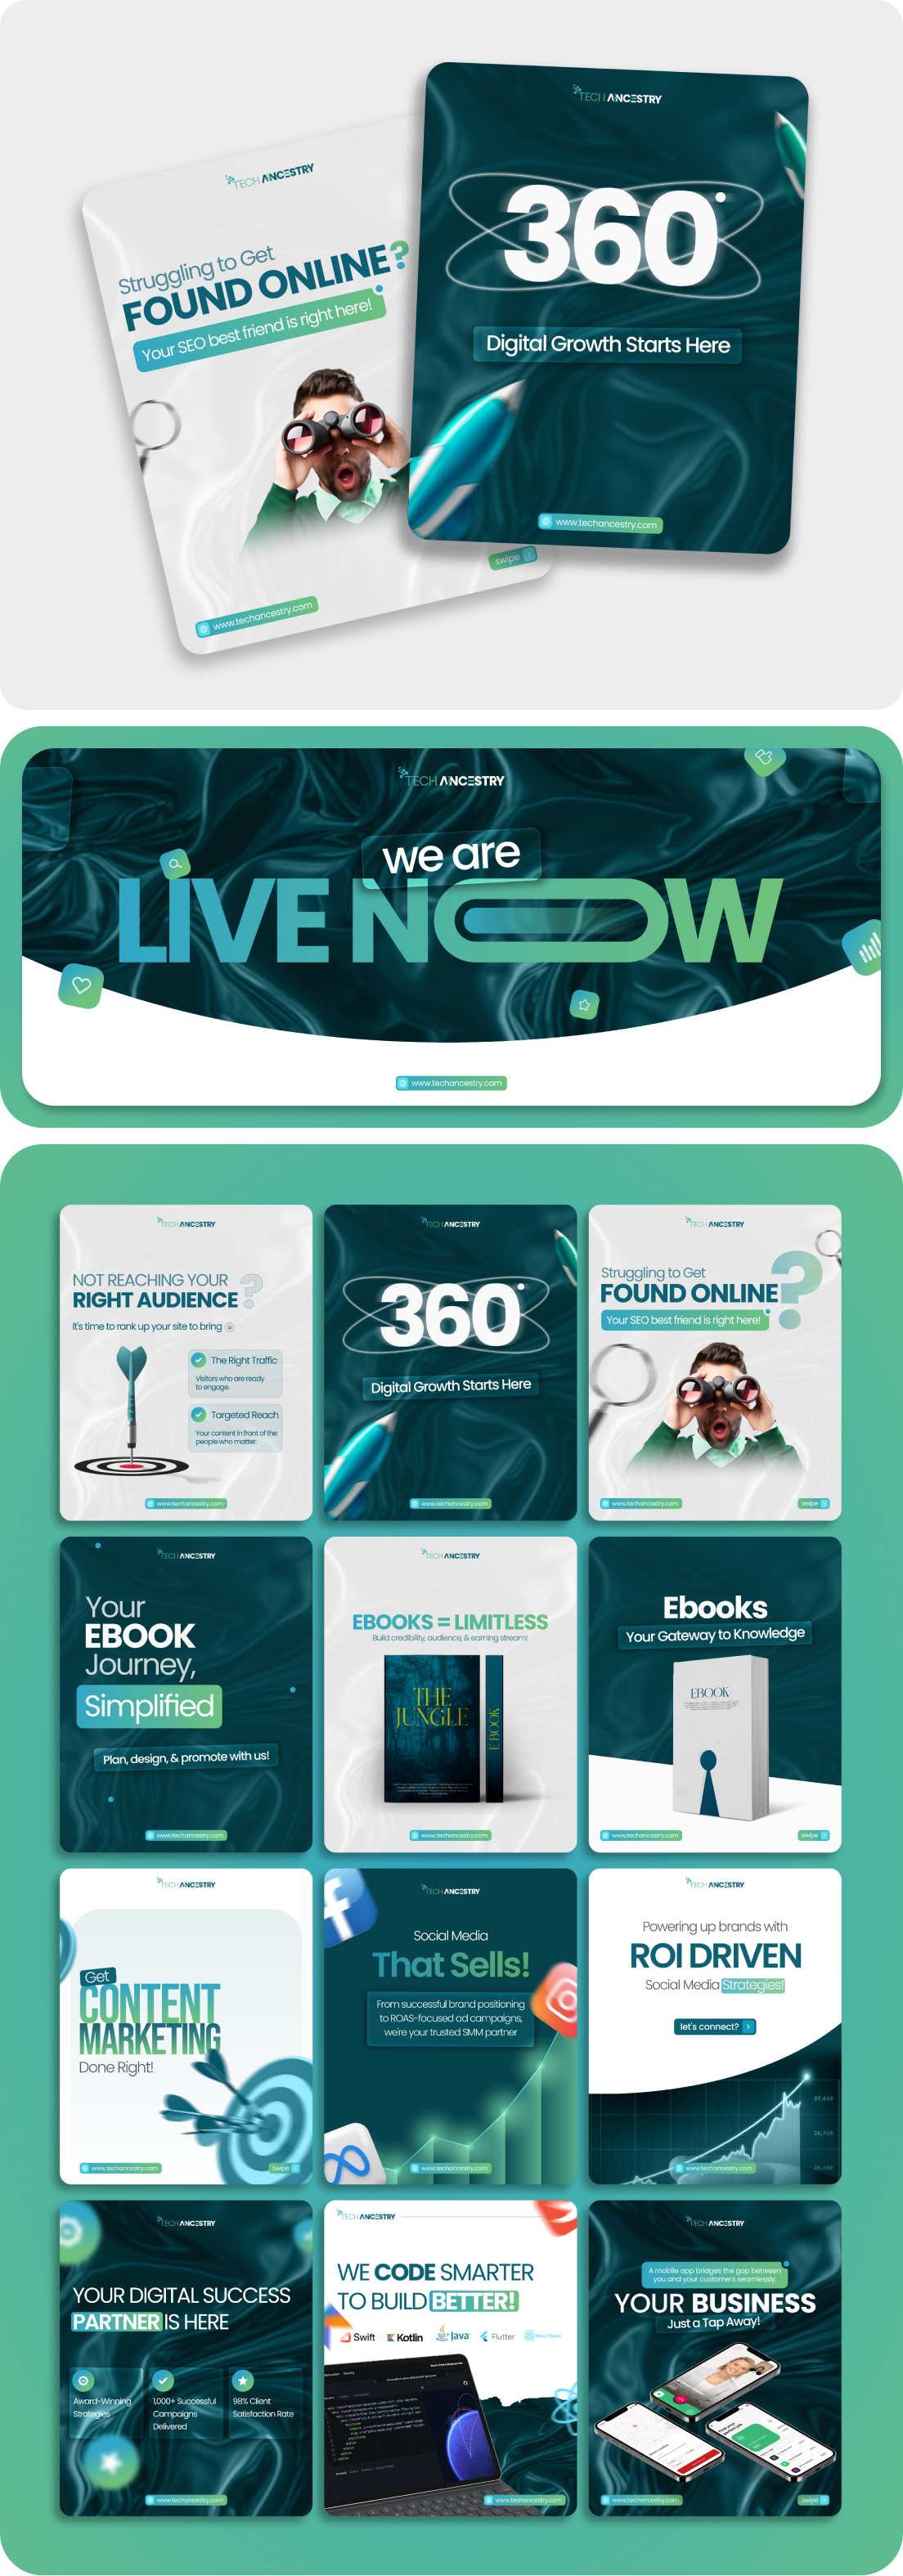 TECH ANCESTRY
Struggling to Get
FOUND ONLINE?
Your SEO best friend is right here!
www.techancestry.com
swipe
TECH ANCESTRY
360°
Digital Growth Starts Here
www.techancestry.com
TECH ANCESTRY
we are
LIVE NOW
www.techancestry.com
TECH ANCESTRY
NOT REACHING YOUR
RIGHT AUDIENCE?
It's time to rank up your site to bring
The Right Traffic
Visitors who are ready
to engage.
Targeted Reach
Your content in front of the
people who matter.
www.techancestry.com
TECH ANCESTRY
360°
Digital Growth Starts Here
www.techancestry.com
TECH ANCESTRY
Struggling to Get
FOUND ONLINE?
Your SEO best friend is right here!
www.techancestry.com
swipe
TECH ANCESTRY
Your
EBOOK
Journey,
Simplified
Plan, design, & promote with us!
www.techancestry.com
TECH ANCESTRY
EBOOKS = LIMITLESS
Build credibility, audience, & earning stream!
THE
JUNGLE
EBOOK
www.techancestry.com
Ebooks
Your Gateway to Knowledge
EBOOK
www.techancestry.com
swipe
TECH ANCESTRY
Get
CONTENT
MARKETING
Done Right!
www.techancestry.com
Swipe
TECH ANCESTRY
Social Media
That Sells!
From successful brand positioning
to ROAS-focused ad campaigns,
we're your trusted SMM partner
www.techancestry.com
TECH ANCESTRY
Powering up brands with
ROI DRIVEN
Social Media Strategies!
let's connect?
27,410
26,710
26,100
www.techancestry.com
TECH ANCESTRY
YOUR DIGITAL SUCCESS
PARTNER IS HERE
Award-Winning
Strategies
1,000+ Successful
Campaigns
Delivered
98% Client
Satisfaction Rate
www.techancestry.com
TECH ANCESTRY
WE CODE SMARTER
TO BUILD BETTER!
Swift
Kotlin
Java
Flutter
React Native
www.techancestry.com
TECH ANCESTRY
A mobile app bridges the gap between
you and your customers seamlessly.
YOUR BUSINESS
Just a Tap Away!
www.techancestry.com
swipe